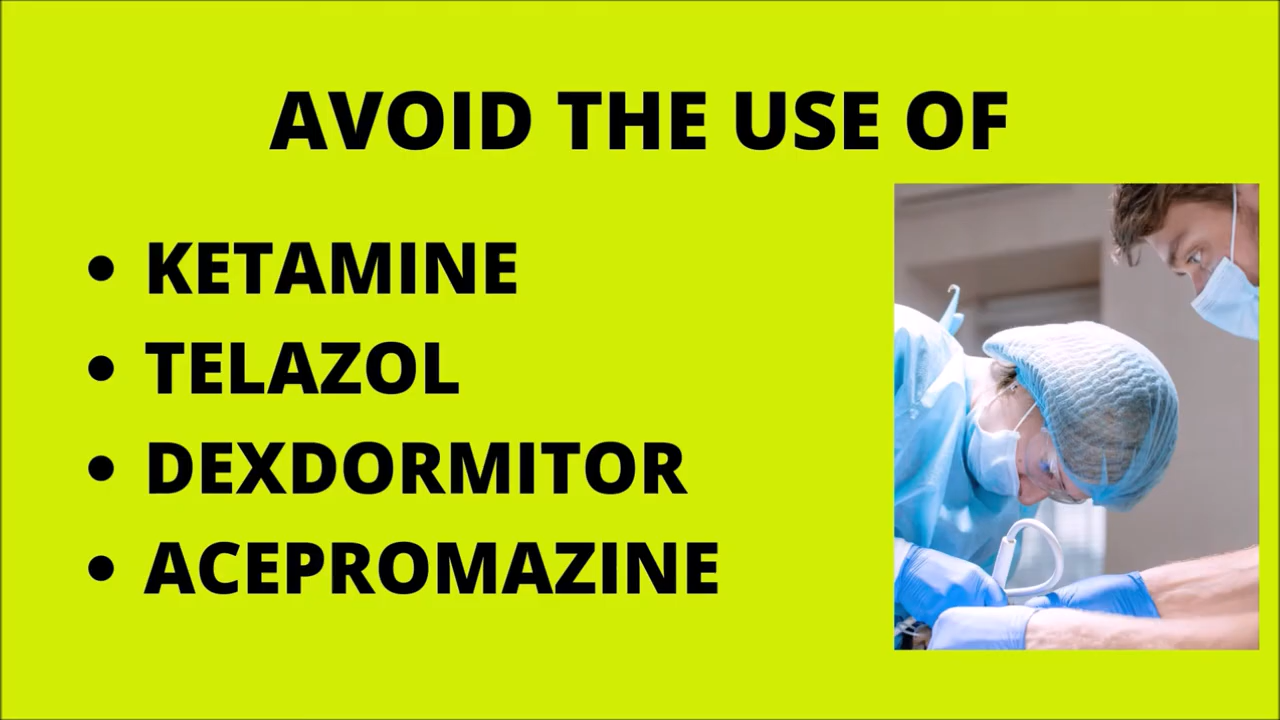 AVOID THE USE OF
• KETAMINE
• TELAZOL
• DEXDORMITOR
• ACEPROMAZINE